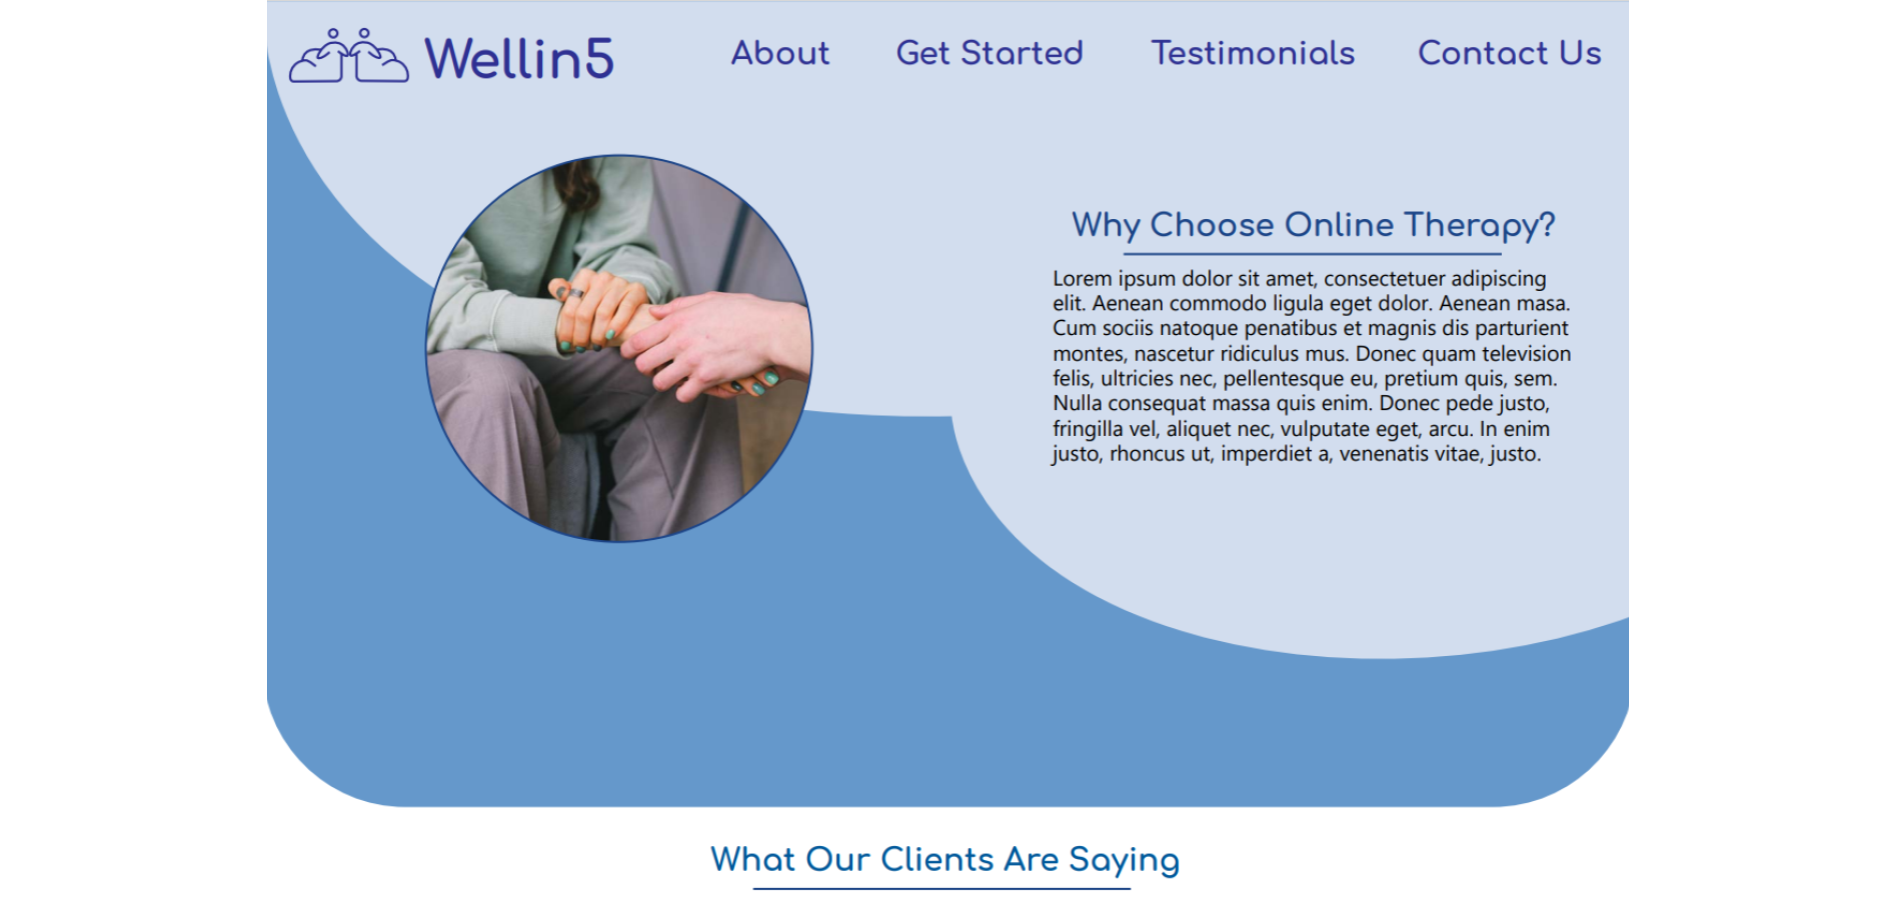 Wellin5
About
Get Started
Testimonials
Contact Us
Why Choose Online Therapy?
Lorem ipsum dolor sit amet, consectetuer adipiscing
elit. Aenean commodo ligula eget dolor. Aenean masa.
Cum sociis natoque penatibus et magnis dis parturient
montes, nascetur ridiculus mus. Donec quam television
felis, ultricies nec, pellentesque eu, pretium quis, sem.
Nulla consequat massa quis enim. Donec pede justo,
fringilla vel, aliquet nec, vulputate eget, arcu. In enim
justo, rhoncus ut, imperdiet a, venenatis vitae, justo.
What Our Clients Are Saying